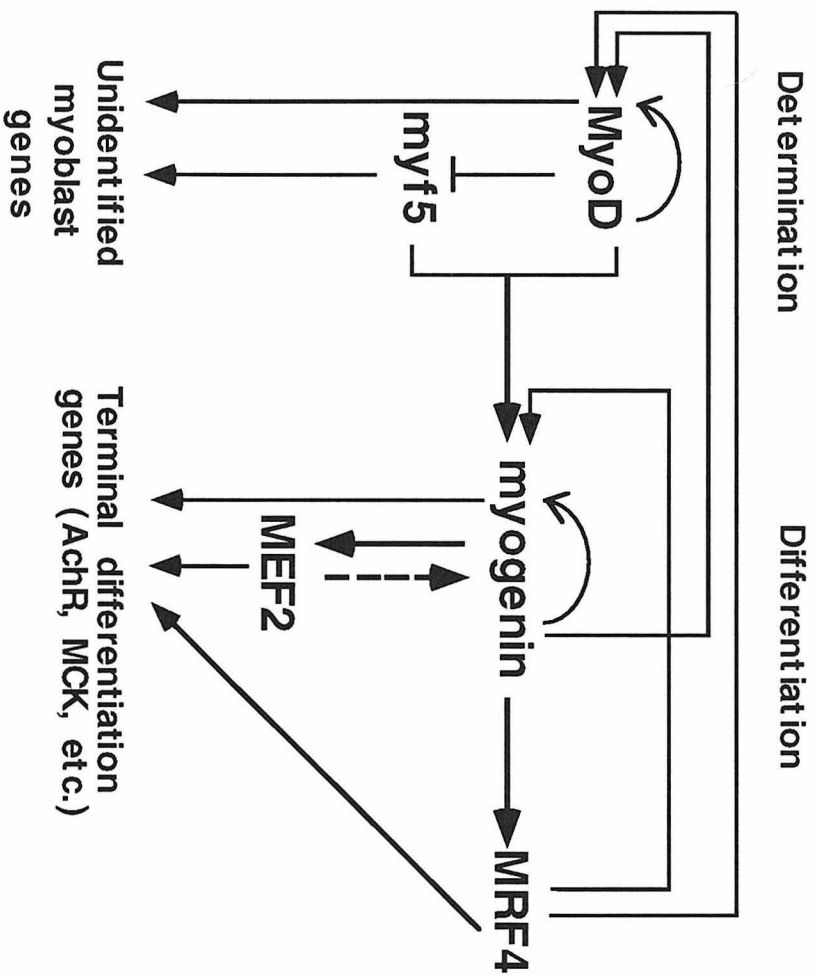 Determination
Differentiation
MyoD
myf5
myogenin
MRF4
MEF2
Unidentified
myoblast
genes
Terminal differentiation
genes (AchR, MCK, etc.)